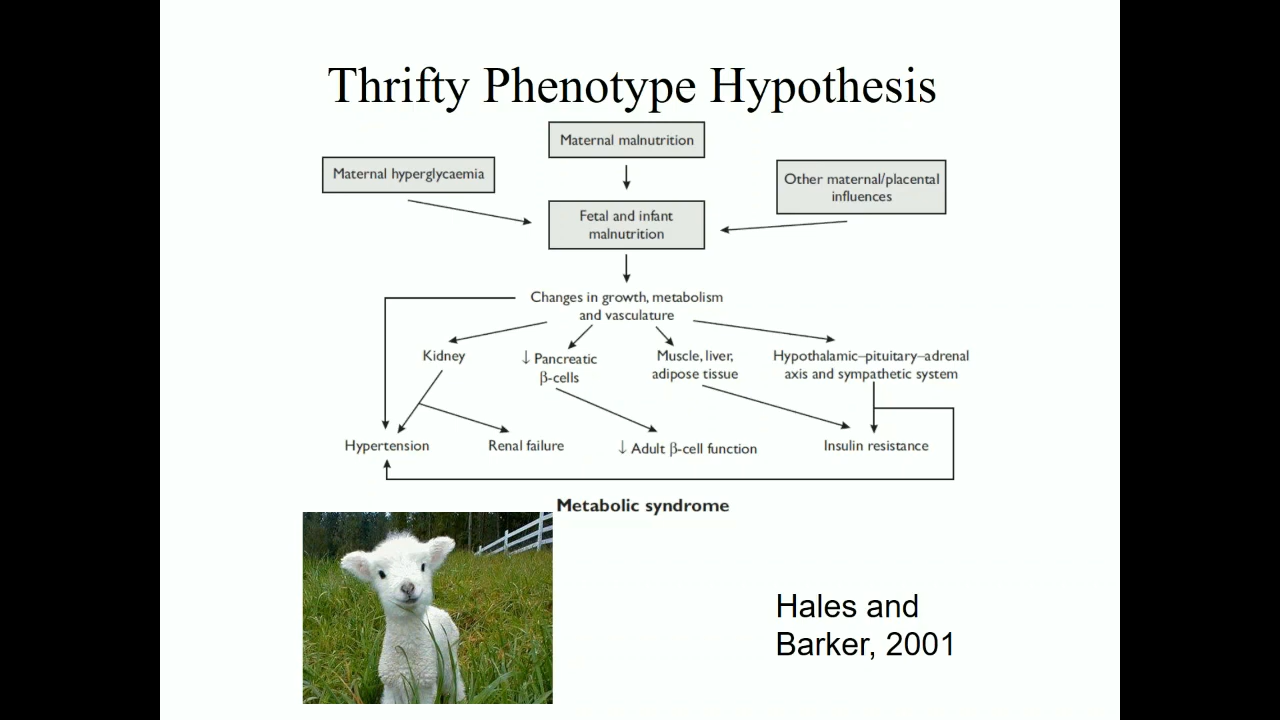 Thrifty Phenotype Hypothesis
Maternal malnutrition
Maternal hyperglycaemia
Other maternal/placental
influences
Fetal and infant
malnutrition
Changes in growth, metabolism
and vasculature
Kidney
↓ Pancreatic
β-cells
Muscle, liver,
adipose tissue
Hypothalamic–pituitary–adrenal
axis and sympathetic system
Hypertension
Renal failure
↓ Adult β-cell function
Insulin resistance
Metabolic syndrome
Hales and
Barker, 2001